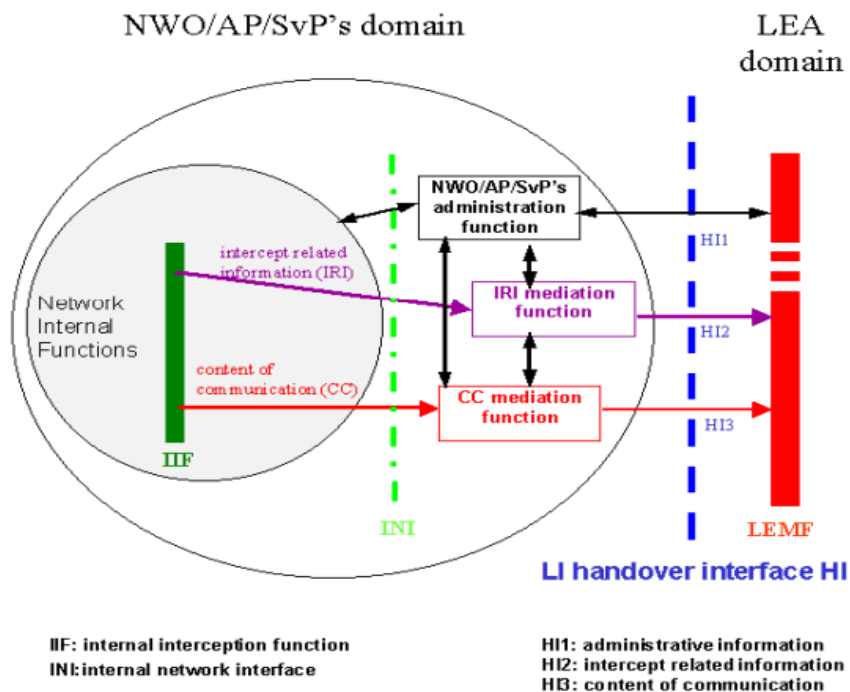 NWO/AP/SvP's domain
LEA
domain
NWO/AP/SvP's
administration
function
HI1
intercept related
information (IRI)
IRI mediation
function
HI2
Network
Internal
Functions
content of
communication (CC)
CC mediation
function
HI3
IIF
INI
LEMF
LI handover interface HI
IIF: internal interception function
INI:internal network interface
HI1: administrative information
HI2: intercept related information
HI3: content of communication